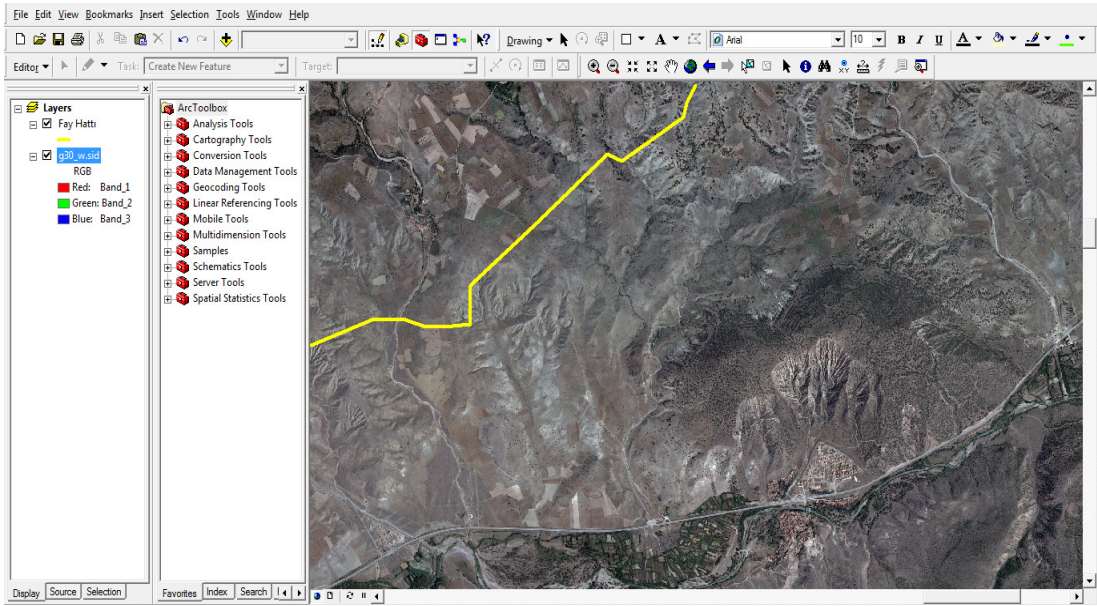 File Edit View Bookmarks Insert Selection Tools Window Help
Drawing A Arial 10 B I U A
Editor Task: Create New Feature Target:
Layers
Fay Hattı
g30_w.sid
RGB
Red: Band_1
Green: Band_2
Blue: Band_3
Display Source Selection
ArcToolbox
Analysis Tools
Cartography Tools
Conversion Tools
Data Management Tools
Geocoding Tools
Linear Referencing Tools
Mobile Tools
Multidimension Tools
Samples
Schematics Tools
Server Tools
Spatial Statistics Tools
Favorites Index Search